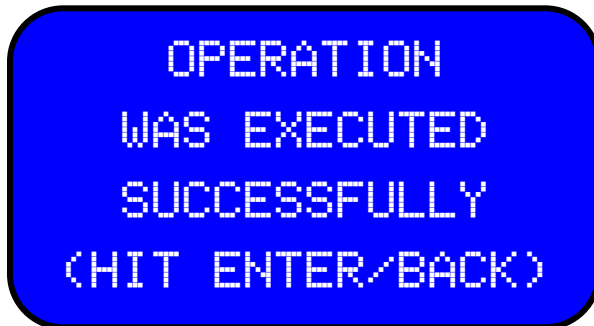 OPERATION
WAS EXECUTED
SUCCESSFULLY
(HIT ENTER/BACK)